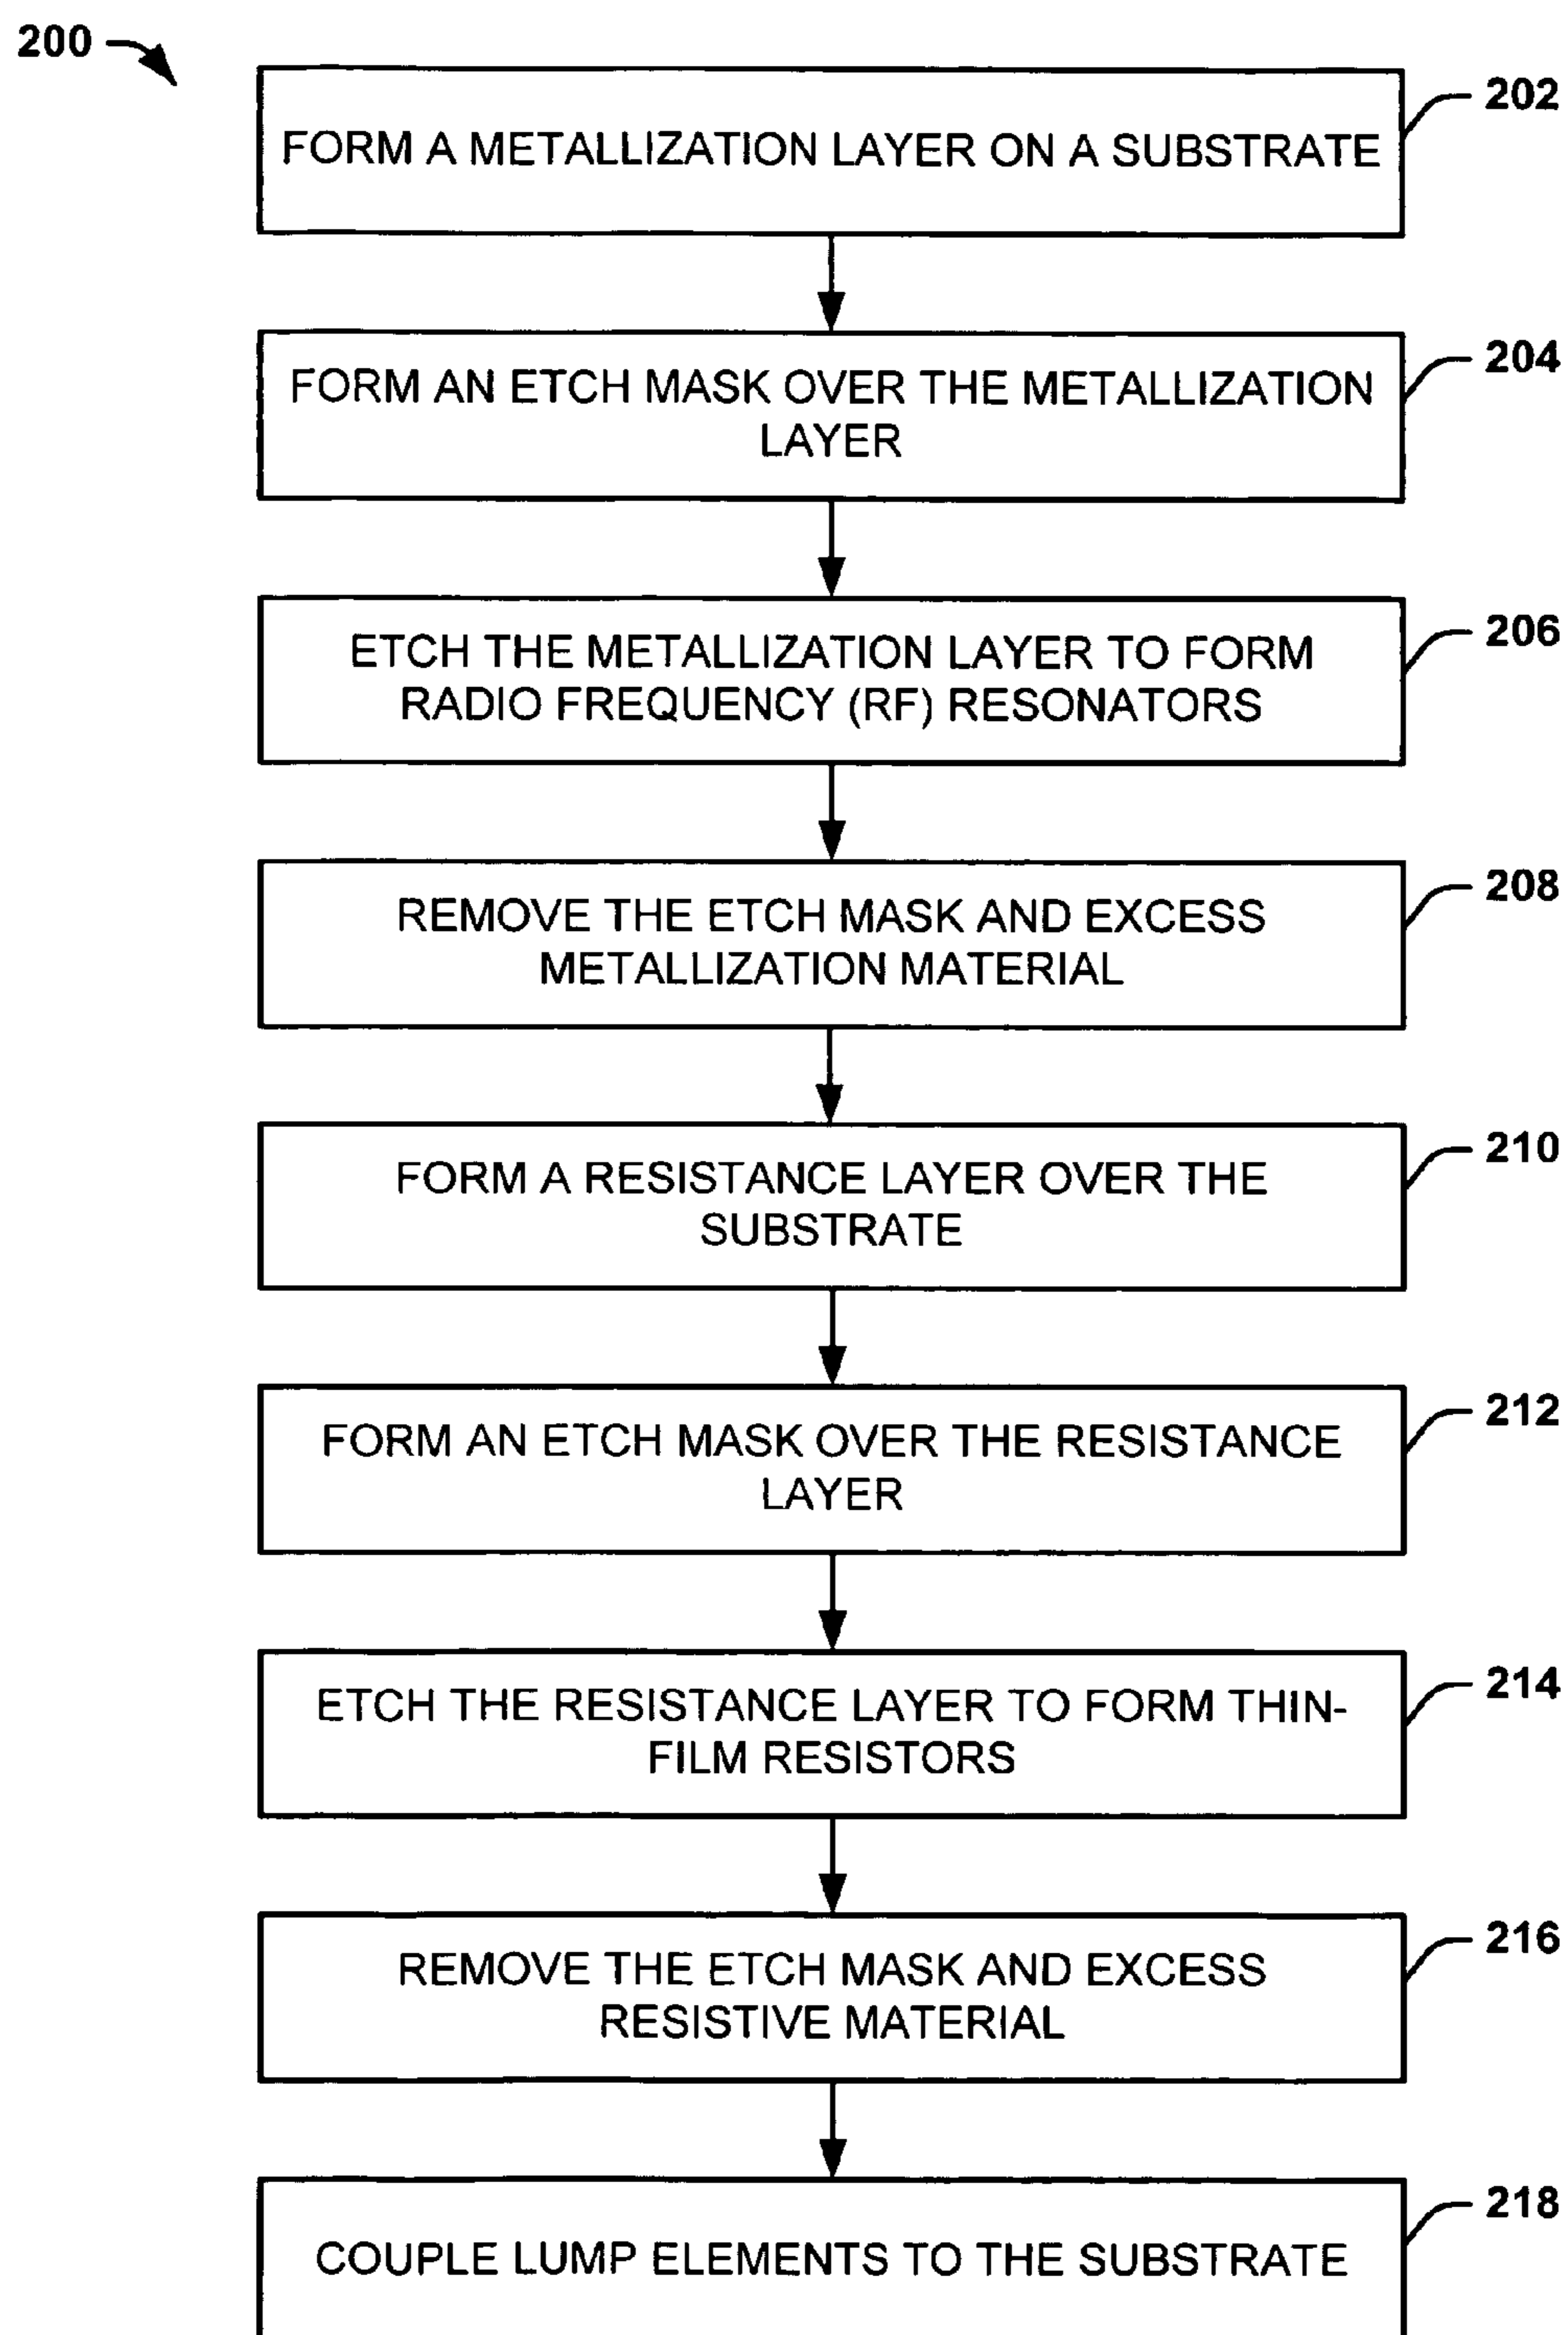 200
202
FORM A METALLIZATION LAYER ON A SUBSTRATE
204
FORM AN ETCH MASK OVER THE METALLIZATION
LAYER
206
ETCH THE METALLIZATION LAYER TO FORM
RADIO FREQUENCY (RF) RESONATORS
208
REMOVE THE ETCH MASK AND EXCESS
METALLIZATION MATERIAL
210
FORM A RESISTANCE LAYER OVER THE
SUBSTRATE
212
FORM AN ETCH MASK OVER THE RESISTANCE
LAYER
214
ETCH THE RESISTANCE LAYER TO FORM THIN-
FILM RESISTORS
216
REMOVE THE ETCH MASK AND EXCESS
RESISTIVE MATERIAL
218
COUPLE LUMP ELEMENTS TO THE SUBSTRATE